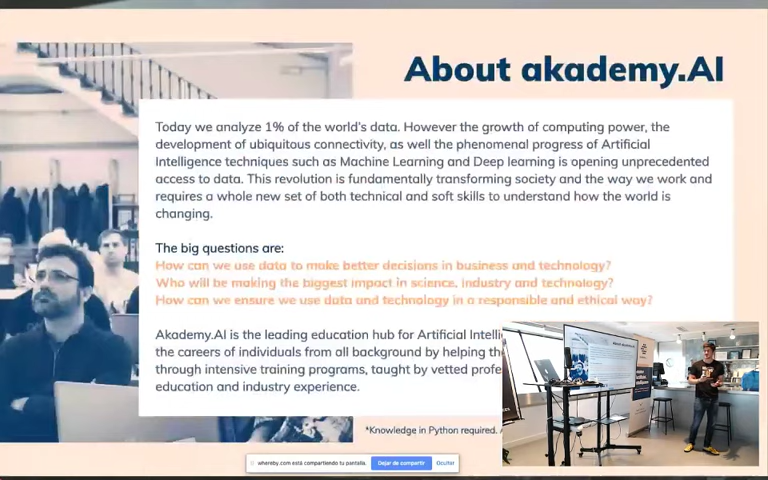 About akademy.AI
Today we analyze 1% of the world's data. However the growth of computing power, the
development of ubiquitous connectivity, as well the phenomenal progress of Artificial
Intelligence techniques such as Machine Learning and Deep learning is opening unprecedented
access to data. This revolution is fundamentally transforming society and the way we work and
requires a whole new set of both technical and soft skills to understand how the world is
changing.
The big questions are:
How can we use data to make better decisions in business and technology?
Who will be making the biggest impact in science, industry and technology?
How can we ensure we use data and technology in a responsible and ethical way?
Akademy.AI is the leading education hub for Artificial Intelli
the careers of individuals from all background by helping the
through intensive training programs, taught by vetted profe
education and industry experience.
*Knowledge in Python required.
whereby.com está compartiendo tu pantalla.
Dejar de compartir
Ocultar